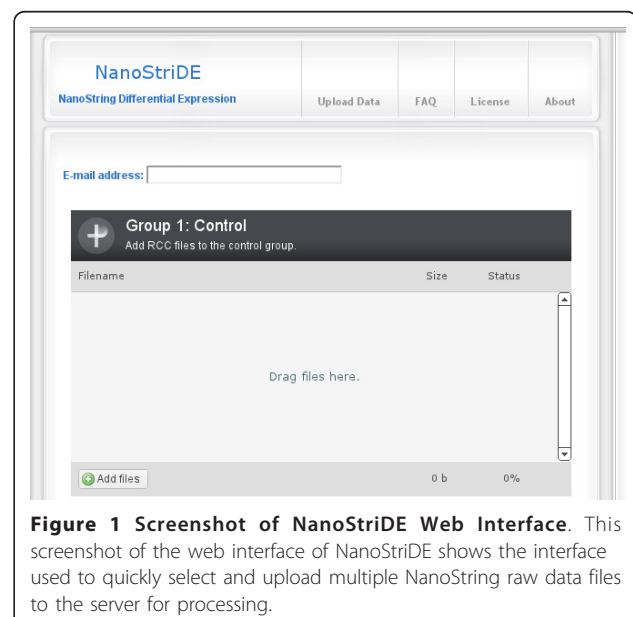 NanoStriDE
NanoString Differential Expression
Upload Data FAQ License About
E-mail address:
Group 1: Control
Add RCC files to the control group.
Filename Size Status
Drag files here.
Add files 0 b 0%
Figure 1 Screenshot of NanoStriDE Web Interface. This
screenshot of the web interface of NanoStriDE shows the interface
used to quickly select and upload multiple NanoString raw data files
to the server for processing.